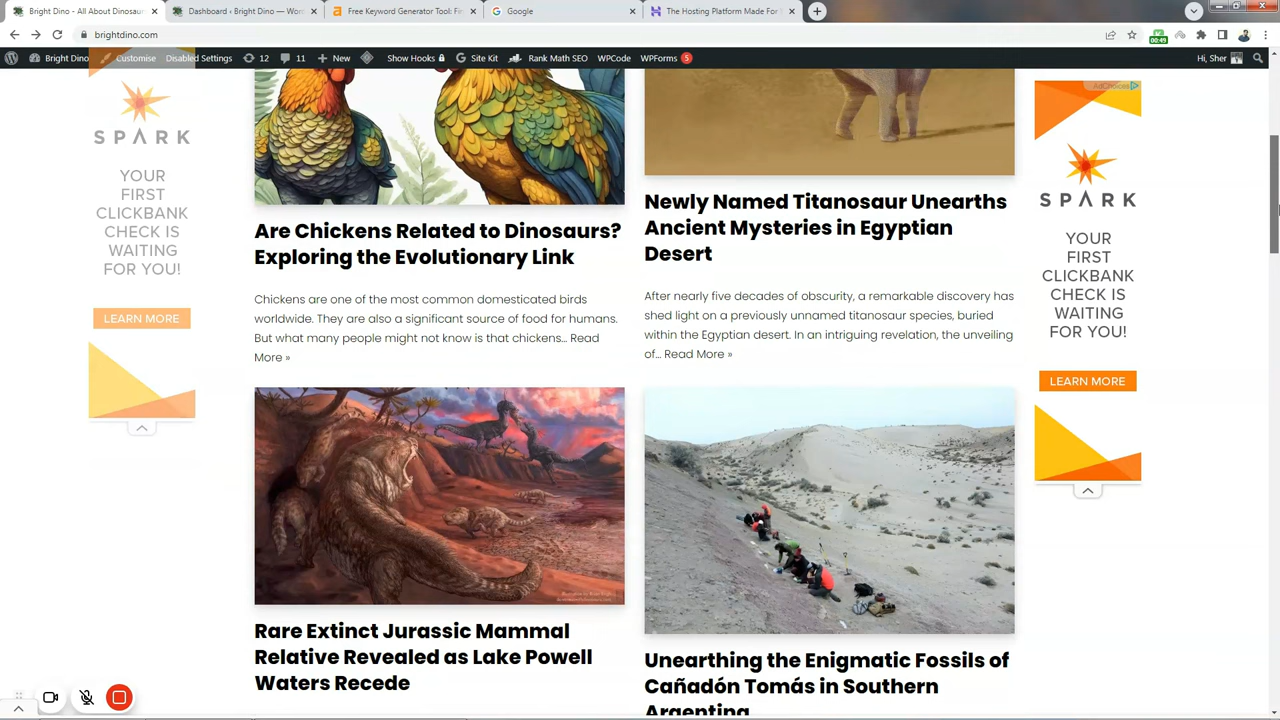 Bright Dino - All About Dinosaur
Dashboard ‹ Bright Dino — Wor
Free Keyword Generator Tool: Fi
Google
The Hosting Platform Made For
brightdino.com
00:49
Bright Dino
Customise
Disabled Settings
12
11
New
Show Hooks
Site Kit
Rank Math SEO
WPCode
WPForms
5
Hi, Sher
SPARK
YOUR
FIRST
CLICKBANK
CHECK IS
WAITING
FOR YOU!
LEARN MORE
Are Chickens Related to Dinosaurs?
Exploring the Evolutionary Link
Chickens are one of the most common domesticated birds
worldwide. They are also a significant source of food for humans.
But what many people might not know is that chickens… Read
More »
Newly Named Titanosaur Unearths
Ancient Mysteries in Egyptian
Desert
After nearly five decades of obscurity, a remarkable discovery has
shed light on a previously unnamed titanosaur species, buried
within the Egyptian desert. In an intriguing revelation, the unveiling
of… Read More »
AdChoices
SPARK
YOUR
FIRST
CLICKBANK
CHECK IS
WAITING
FOR YOU!
LEARN MORE
Rare Extinct Jurassic Mammal
Relative Revealed as Lake Powell
Waters Recede
Unearthing the Enigmatic Fossils of
Cañadón Tomás in Southern
Argentina